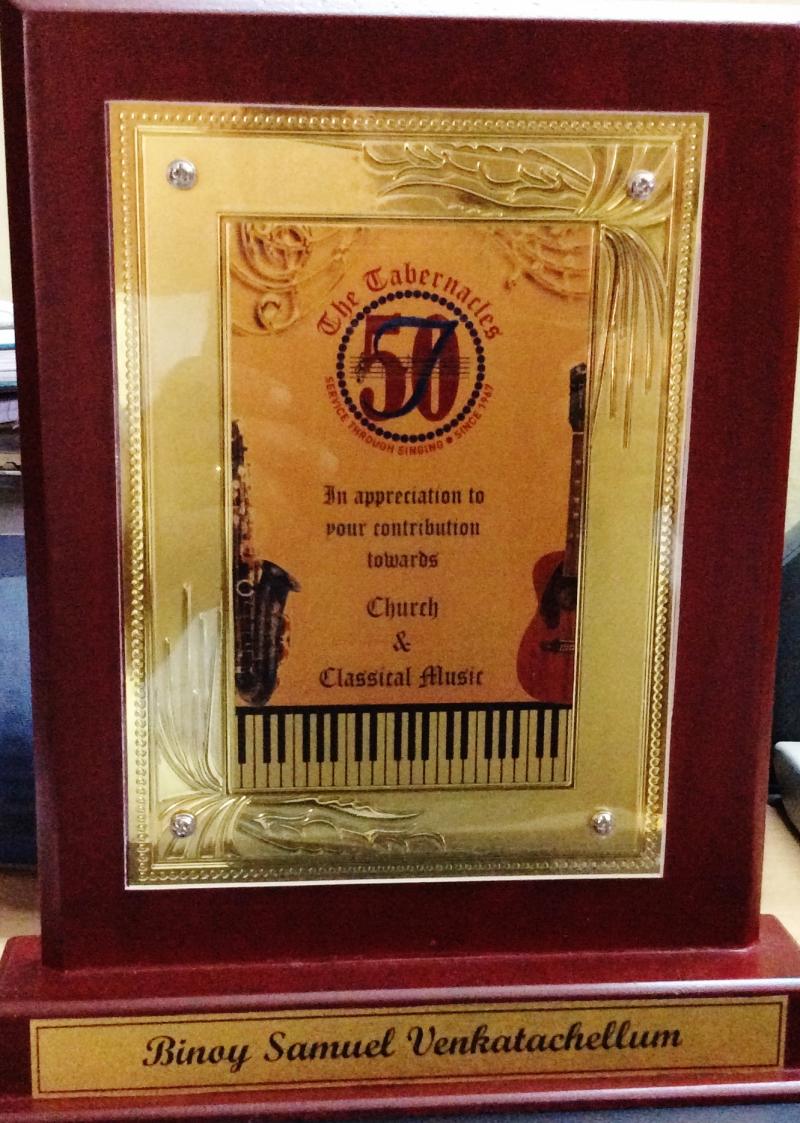 The Tabernacles
50
T
SERVICE THROUGH SINGING • SINCE 1967
In appreciation to
your contribution
towards
Church
&
Classical Music
Binoy Samuel Venkatachellum